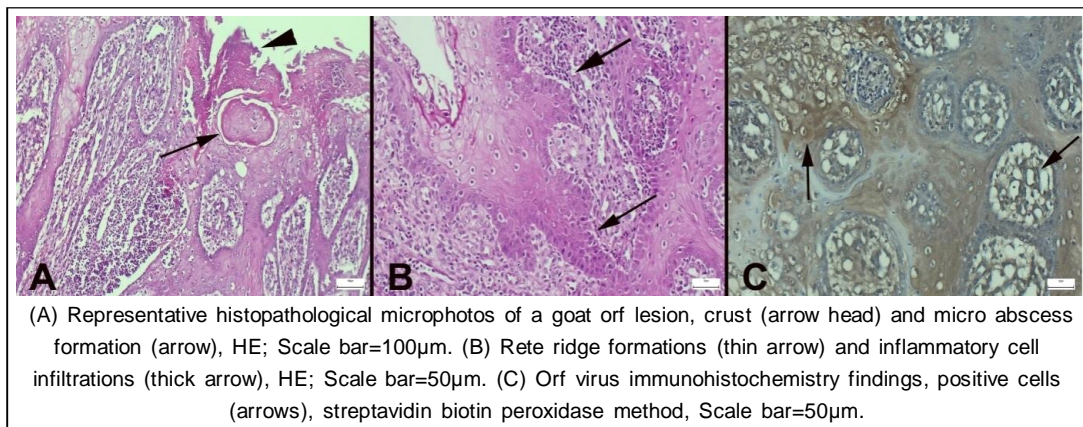 A
B
C
(A) Representative histopathological microphotos of a goat orf lesion, crust (arrow head) and micro abscess
formation (arrow), HE; Scale bar=100µm. (B) Rete ridge formations (thin arrow) and inflammatory cell
infiltrations (thick arrow), HE; Scale bar=50µm. (C) Orf virus immunohistochemistry findings, positive cells
(arrows), streptavidin biotin peroxidase method, Scale bar=50µm.